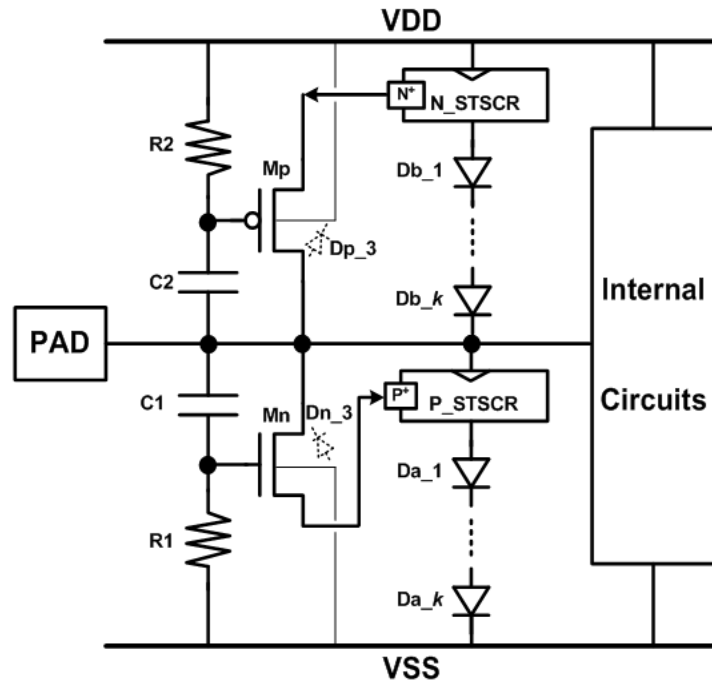 VDD
N+
N_STSCR
R2
Mp
Db_1
Dp_3
C2
Db_k
Internal
Circuits
PAD
P+
P_STSCR
C1
Mn
Dn_3
Da_1
R1
Da_k
VSS